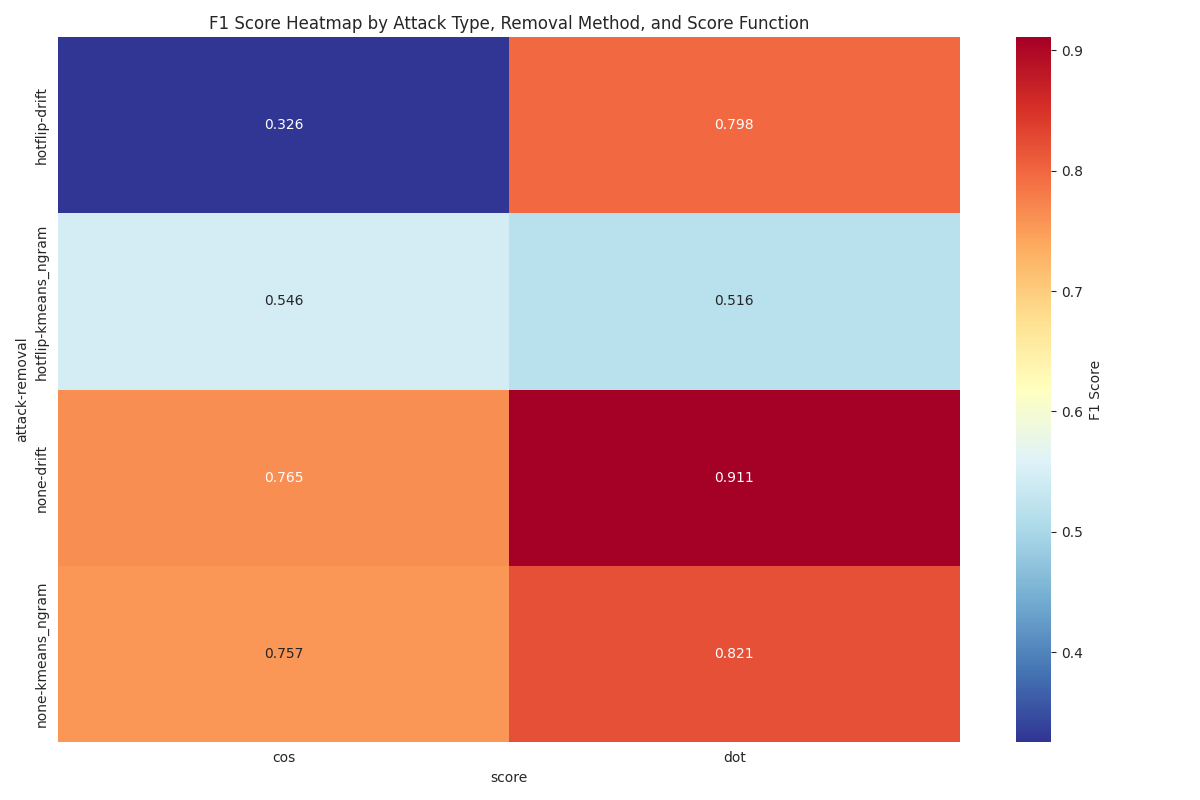 F1 Score Heatmap by Attack Type, Removal Method, and Score Function
attack-removal
hotflip-drift
0.326
0.798
hotflip-kmeans_ngram
0.546
0.516
none-drift
0.765
0.911
none-kmeans_ngram
0.757
0.821
cos
dot
score
0.9
0.8
0.7
0.6
0.5
0.4
F1 Score